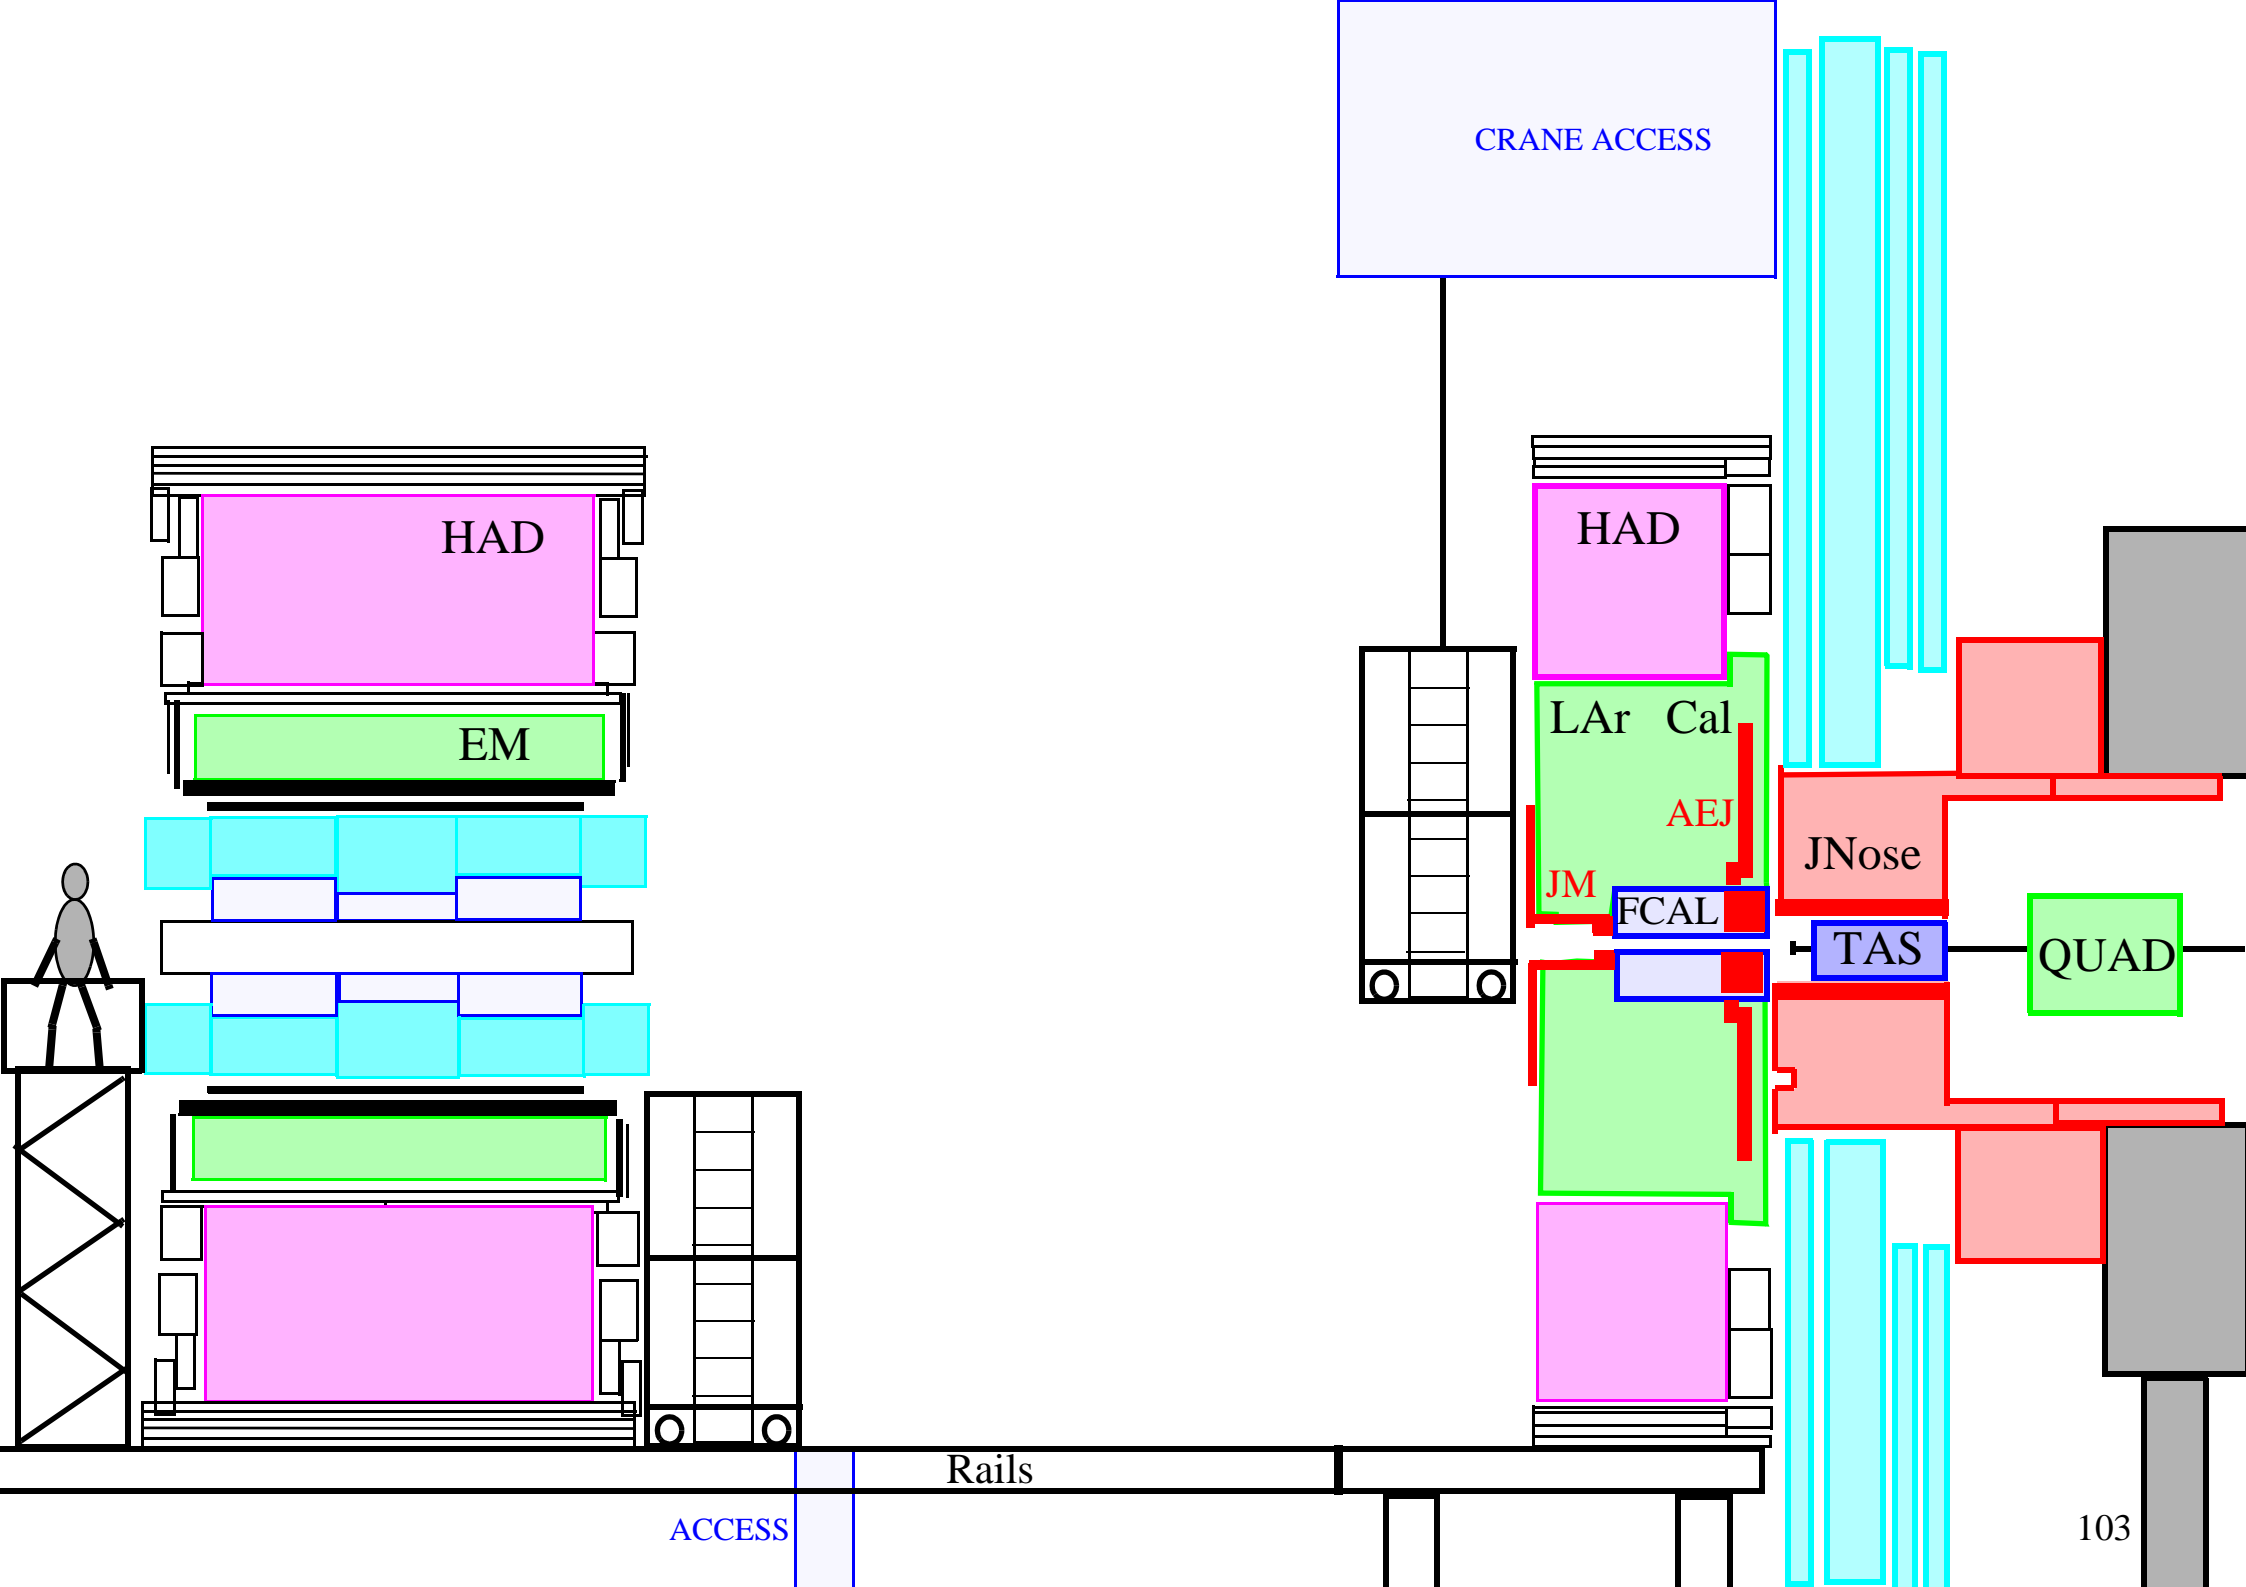 CRANE ACCESS
HAD
HAD
EM
LAr Cal
AEJ
JM
JNose
FCAL
TAS
QUAD
Rails
ACCESS
103